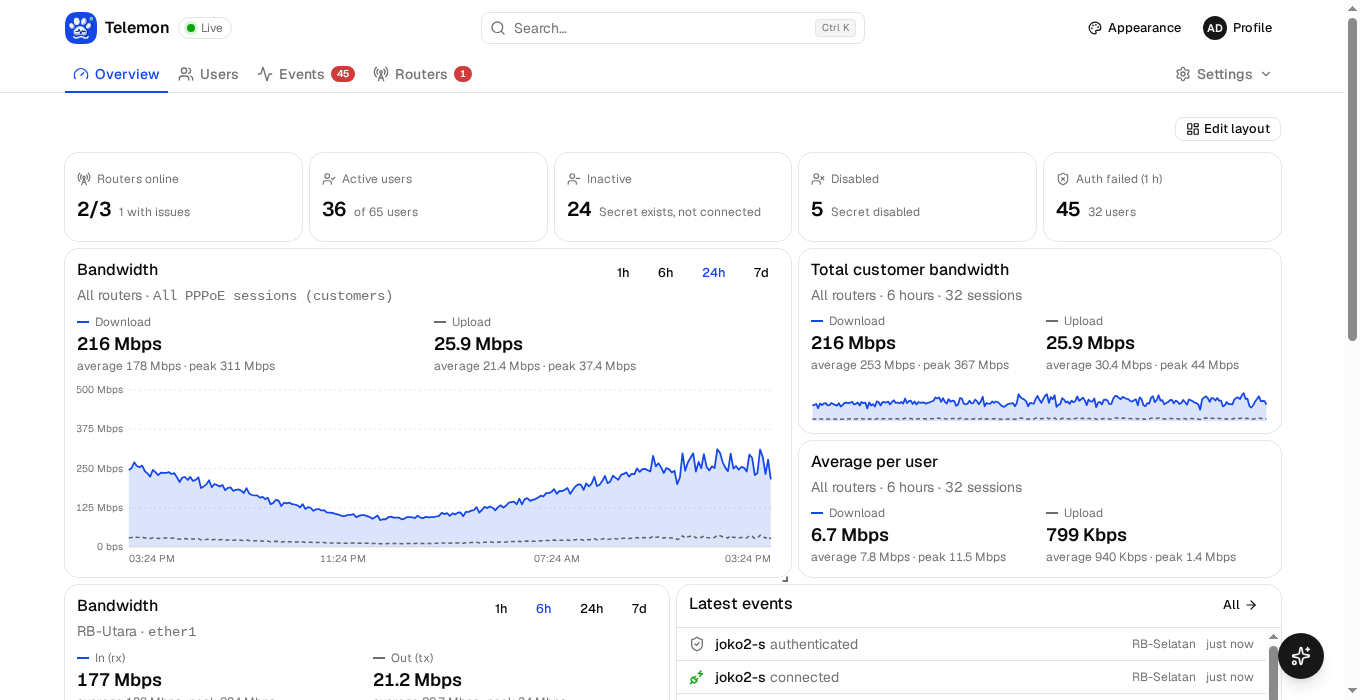 Telemon
Live
Search...
Ctrl K
Appearance
AD
Profile
Overview
Users
Events 45
Routers 1
Settings
Edit layout
Routers online
2/3 1 with issues
Active users
36 of 65 users
Inactive
24 Secret exists, not connected
Disabled
5 Secret disabled
Auth failed (1 h)
45 32 users
Bandwidth
1h 6h 24h 7d
All routers · All PPPoE sessions (customers)
Download
216 Mbps
average 178 Mbps · peak 311 Mbps
Upload
25.9 Mbps
average 21.4 Mbps · peak 37.4 Mbps
500 Mbps
375 Mbps
250 Mbps
125 Mbps
0 bps
03:24 PM 11:24 PM 07:24 AM 03:24 PM
Total customer bandwidth
All routers · 6 hours · 32 sessions
Download
216 Mbps
average 253 Mbps · peak 367 Mbps
Upload
25.9 Mbps
average 30.4 Mbps · peak 44 Mbps
Average per user
All routers · 6 hours · 32 sessions
Download
6.7 Mbps
average 7.8 Mbps · peak 11.5 Mbps
Upload
799 Kbps
average 940 Kbps · peak 1.4 Mbps
Bandwidth
1h 6h 24h 7d
RB-Utara · ether1
In (rx)
177 Mbps
Out (tx)
21.2 Mbps
Latest events
All
joko2-s authenticated RB-Selatan just now
joko2-s connected RB-Selatan just now